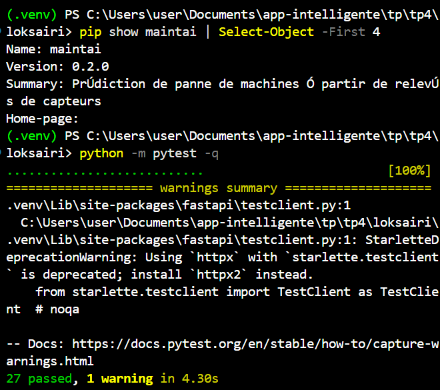 (.venv) PS C:\Users\user\Documents\app-intelligente\tp\tp4\
loksairi> pip show maintai | Select-Object -First 4
Name: maintai
Version: 0.2.0
Summary: PrÚdiction de panne de machines Ó partir de relevÚ
s de capteurs
Home-page:
(.venv) PS C:\Users\user\Documents\app-intelligente\tp\tp4\
loksairi> python -m pytest -q
........................... [100%]
==================== warnings summary ====================
.venv\Lib\site-packages\fastapi\testclient.py:1
  C:\Users\user\Documents\app-intelligente\tp\tp4\loksairi\
.venv\Lib\site-packages\fastapi\testclient.py:1: StarletteD
eprecationWarning: Using `httpx` with `starlette.testclient
` is deprecated; install `httpx2` instead.
    from starlette.testclient import TestClient as TestClie
nt  # noqa

-- Docs: https://docs.pytest.org/en/stable/how-to/capture-w
arnings.html
27 passed, 1 warning in 4.30s